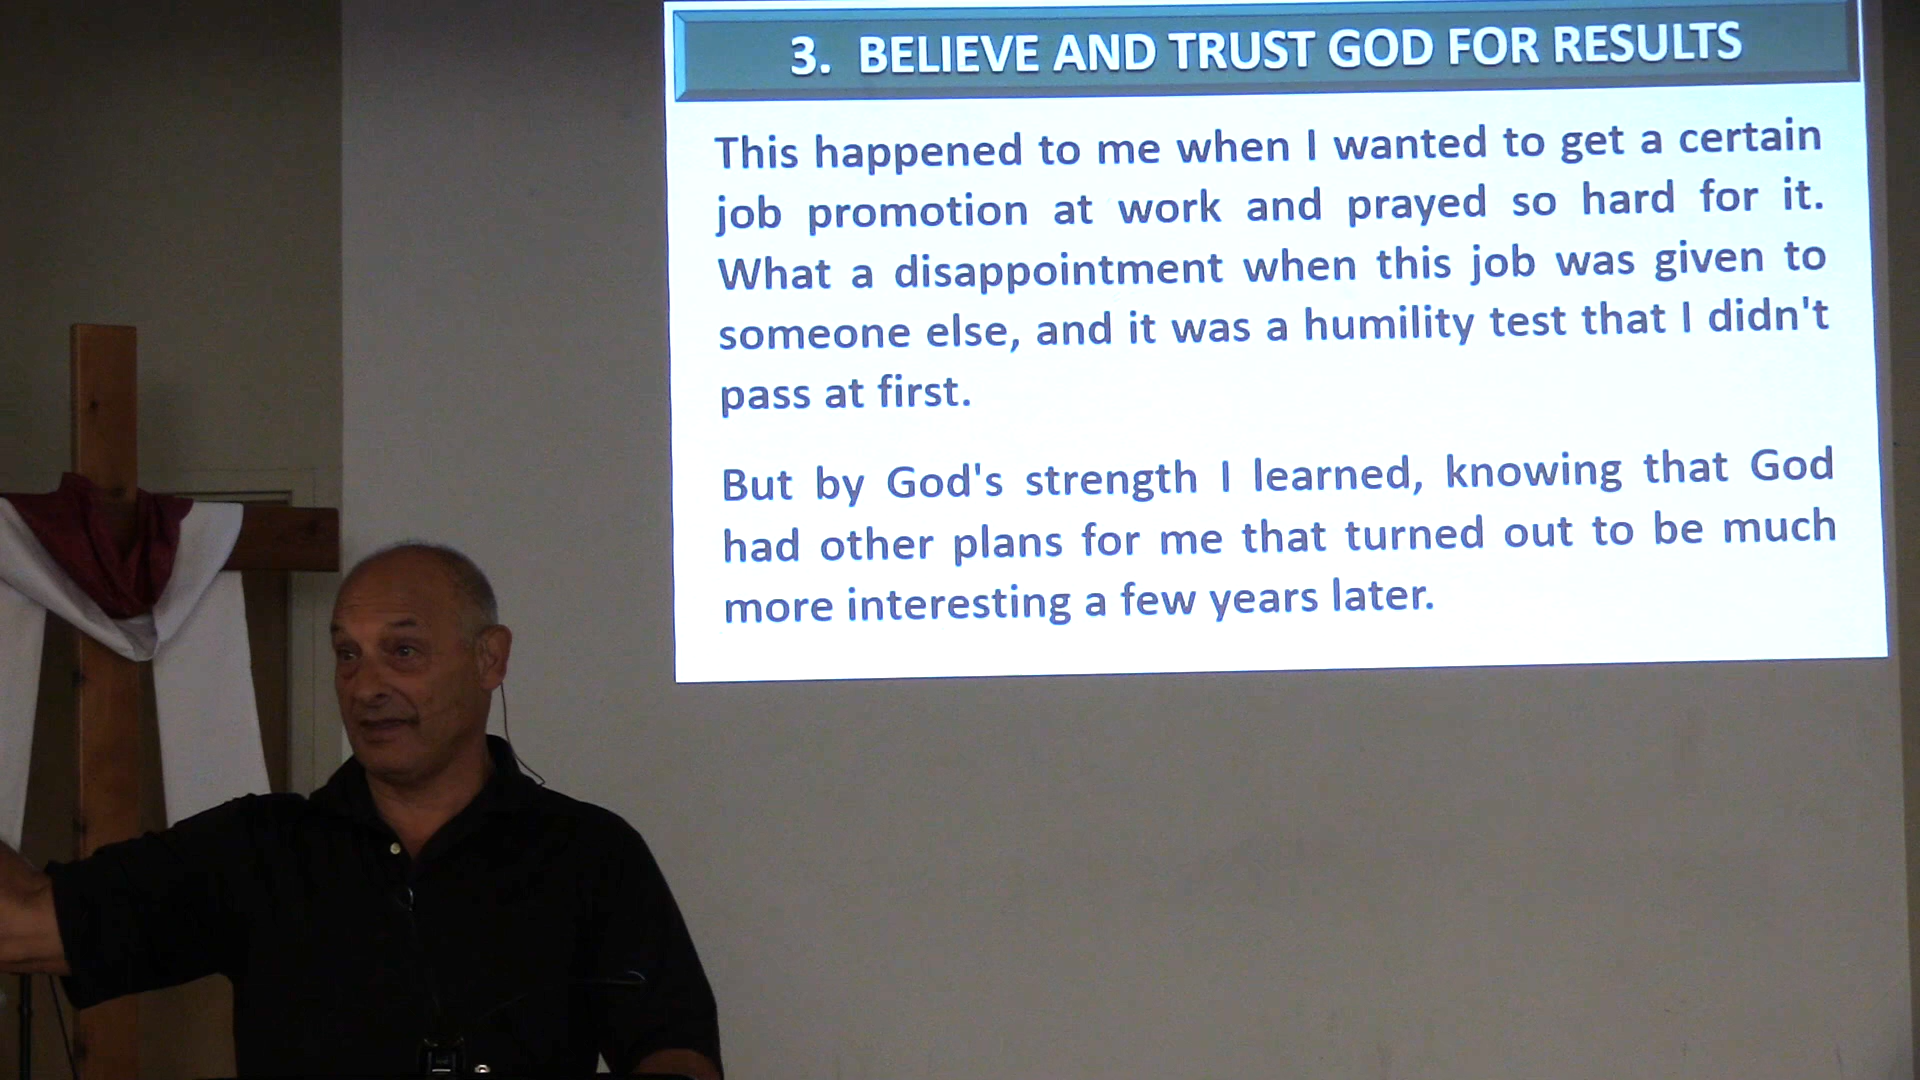 3. BELIEVE AND TRUST GOD FOR RESULTS
This happened to me when I wanted to get a certain
job promotion at work and prayed so hard for it.
What a disappointment when this job was given to
someone else, and it was a humility test that I didn't
pass at first.
But by God's strength I learned, knowing that God
had other plans for me that turned out to be much
more interesting a few years later.